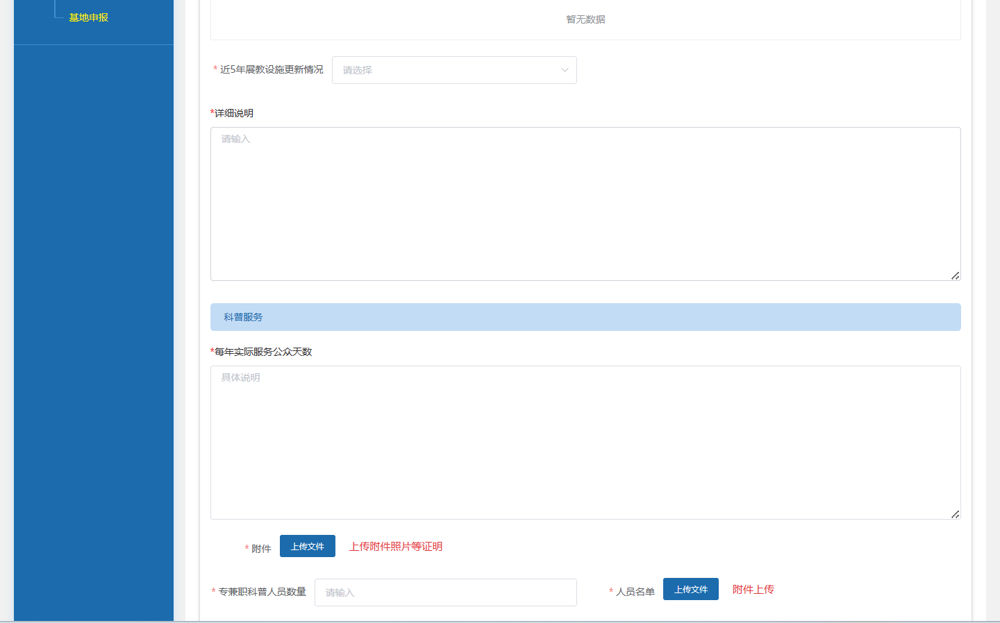 基地申报
暂无数据
* 近5年展教设施更新情况 请选择
*详细说明
请输入
科普服务
*每年实际服务公众天数
具体说明
* 附件 上传文件 上传附件照片等证明
* 专兼职科普人员数量 请输入 * 人员名单 上传文件 附件上传